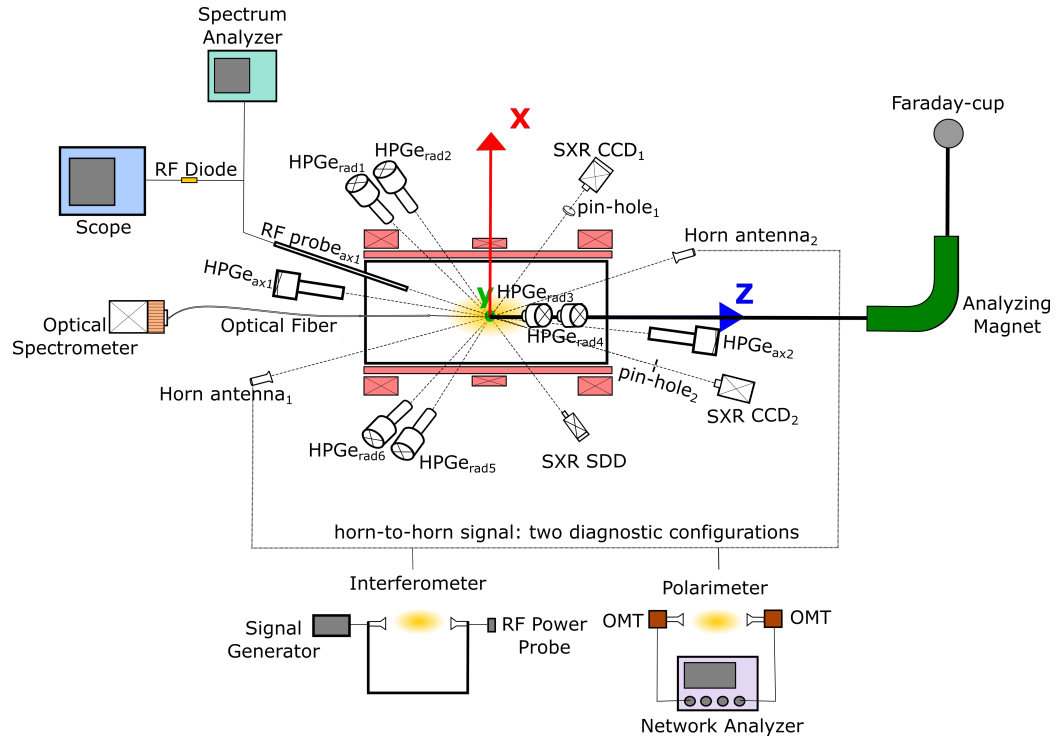 Spectrum
Analyzer
Faraday-cup
X
HPGe_rad1
HPGe_rad2
SXR CCD_1
RF Diode
pin-hole_1
Scope
RF probe_ax1
Horn antenna_2
HPGe_ax1
y
HPGe_rad3
Z
Optical
Spectrometer
Optical Fiber
HPGe_rad4
HPGe_ax2
Analyzing
Magnet
pin-hole_2
Horn antenna_1
SXR CCD_2
HPGe_rad6
HPGe_rad5
SXR SDD
horn-to-horn signal: two diagnostic configurations
Interferometer
Polarimeter
Signal
Generator
RF Power
Probe
OMT
OMT
Network Analyzer